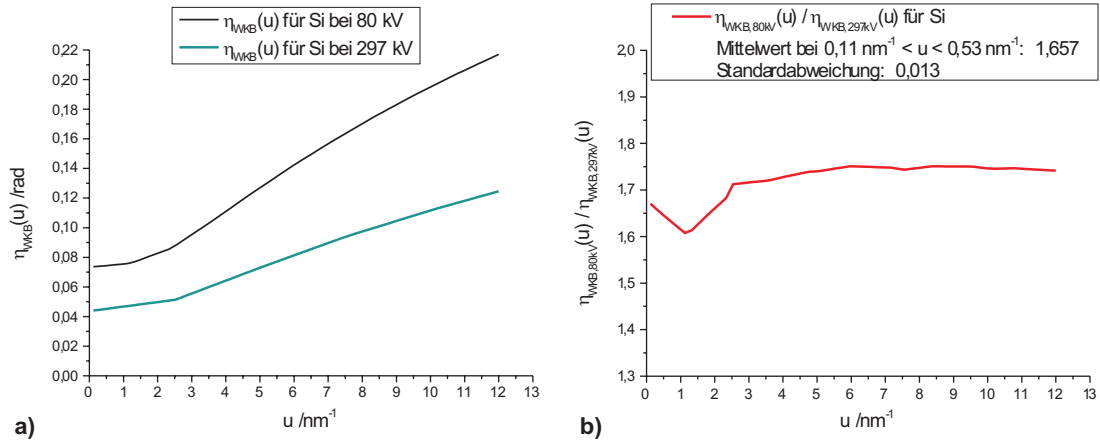 η_WKB(u) für Si bei 80 kV
η_WKB(u) für Si bei 297 kV
0,22
0,20
0,18
0,16
0,14
0,12
0,10
0,08
0,06
0,04
0,02
0,00
η_WKB(u) /rad
0 1 2 3 4 5 6 7 8 9 10 11 12 13
u /nm⁻¹
a)
η_WKB,80kV(u) / η_WKB,297kV(u) für Si
Mittelwert bei 0,11 nm⁻¹ < u < 0,53 nm⁻¹: 1,657
Standardabweichung: 0,013
2,0
1,9
1,8
1,7
1,6
1,5
1,4
1,3
η_WKB,80kV(u) / η_WKB,297kV(u)
0 1 2 3 4 5 6 7 8 9 10 11 12 13
u /nm⁻¹
b)